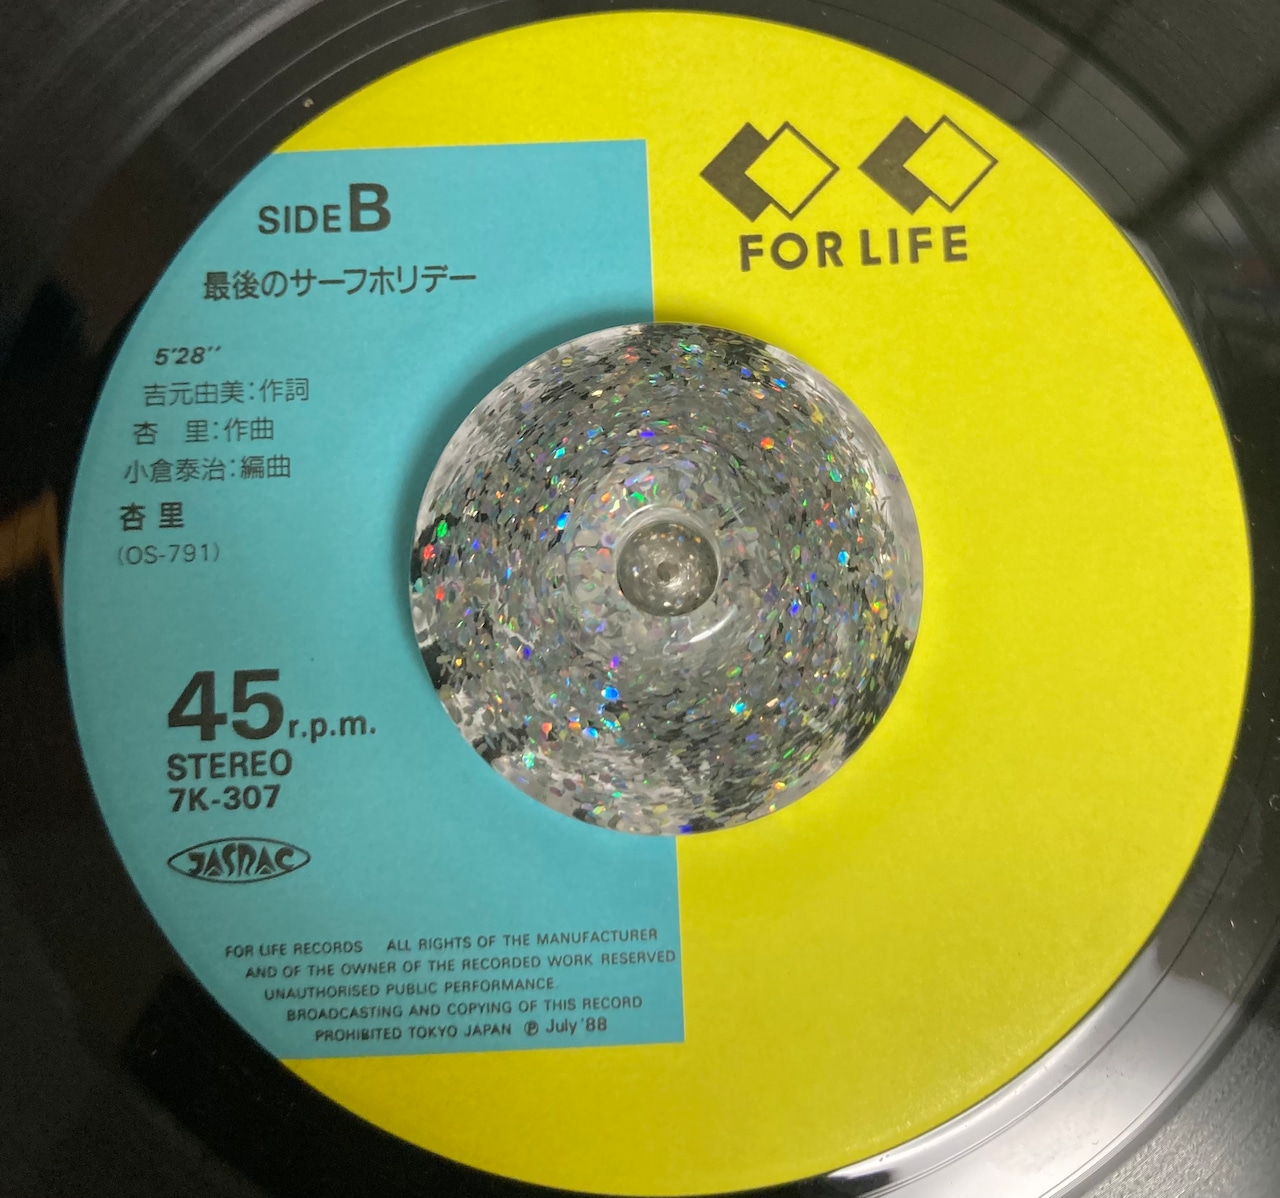 FOR LIFE
SIDE B
最後のサーフホリデー
5'28''
吉元由美:作詞
杏　里:作曲
小倉泰治:編曲
杏 里
(OS-791)
45 r.p.m.
STEREO
7K-307
JASRAC
FOR LIFE RECORDS ALL RIGHTS OF THE MANUFACTURER
AND OF THE OWNER OF THE RECORDED WORK RESERVED
UNAUTHORISED PUBLIC PERFORMANCE.
BROADCASTING AND COPYING OF THIS RECORD
PROHIBITED TOKYO JAPAN ℗ July '88